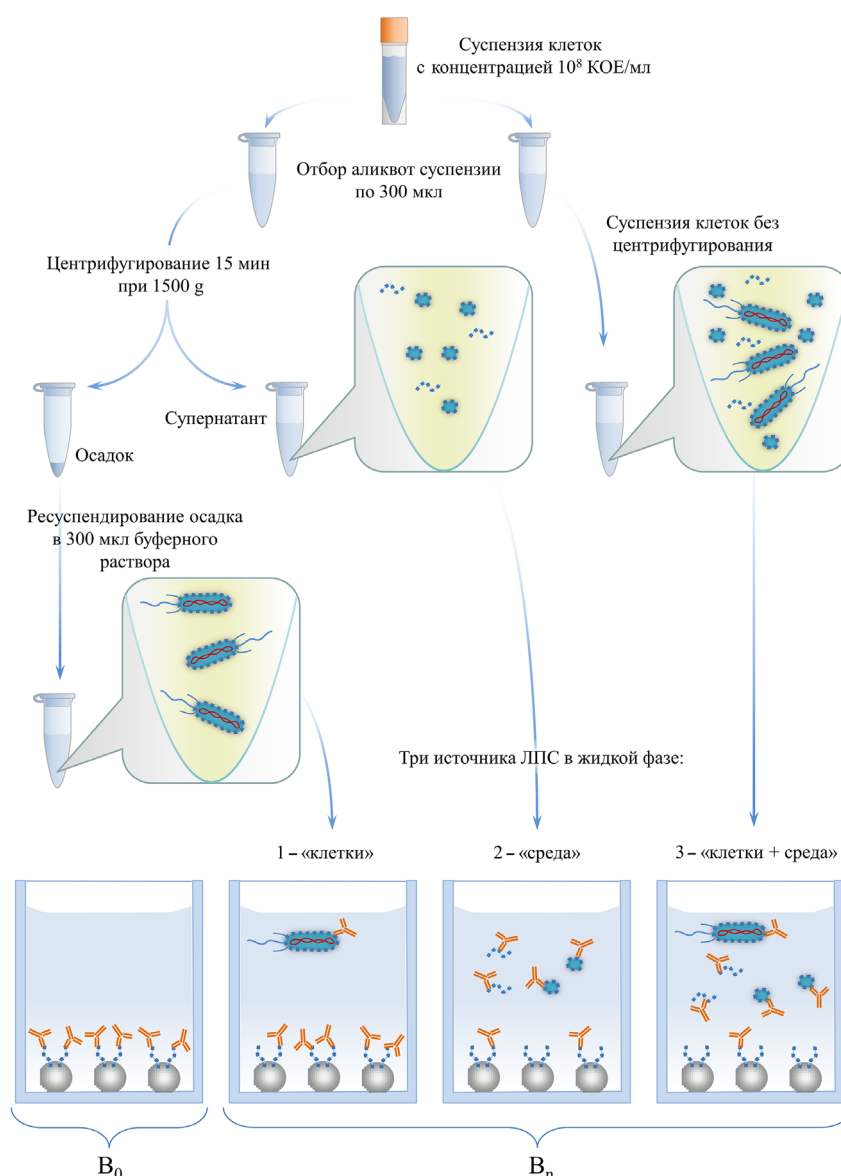 Суспензия клеток
с концентрацией 10⁸ КОЕ/мл
Отбор аликвот суспензии
по 300 мкл
Суспензия клеток без
центрифугирования
Центрифугирование 15 мин
при 1500 g
Супернатант
Осадок
Ресуспендирование осадка
в 300 мкл буферного
раствора
Три источника ЛПС в жидкой фазе:
1 – «клетки»
2 – «среда»
3 – «клетки + среда»
B₀
Bₙ